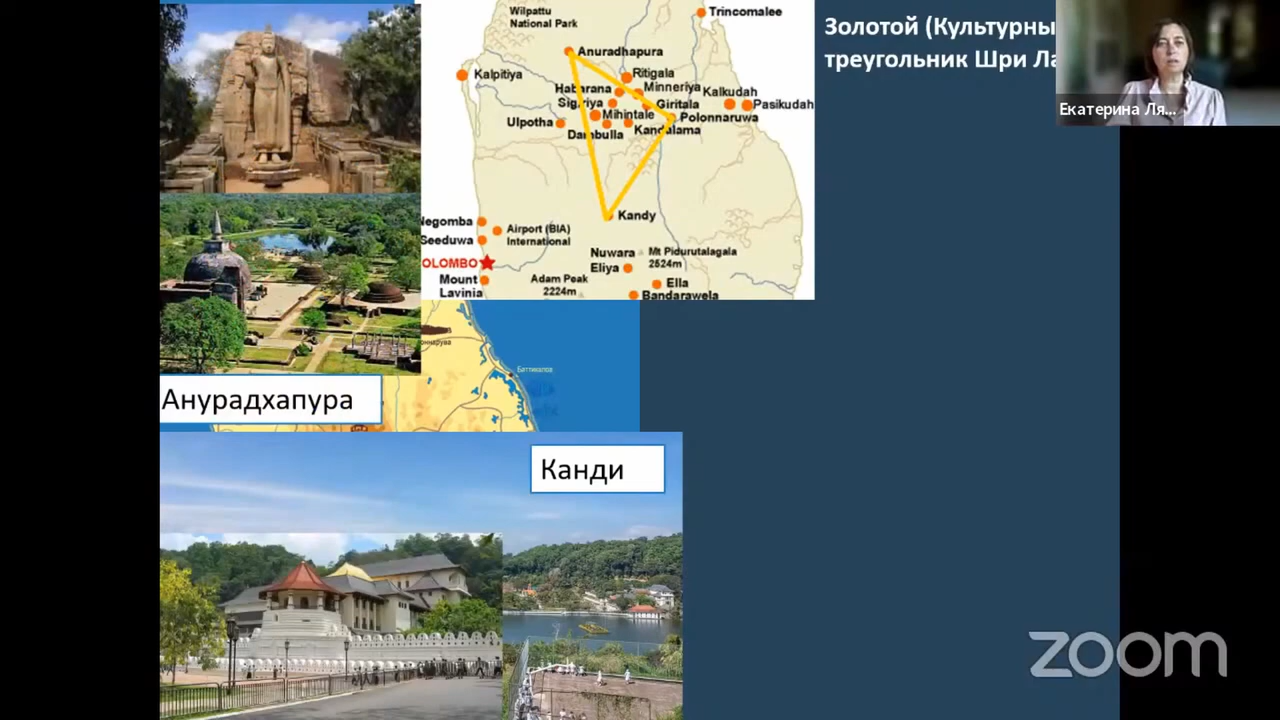 Wilpattu
National Park
Trincomalee
Anuradhapura
Kalpitiya
Ritigala
Habarana
Minneriya
Kalkudah
Sigiriya
Giritala
Pasikudah
Ulpotha
Mihintale
Polonnaruwa
Dambulla
Kandalama
Kandy
Negomba
Airport (BIA)
International
Seeduwa
OLOMBO
Mount
Lavinia
Nuwara
Eliya
Mt Pidurutalagala
2524m
Adam Peak
2224m
Ella
Bandarawela
Золотой (Культурны
треугольник Шри Ла
Екатерина Ля...
Баттикалоа
Анурадхапура
Канди
zoom